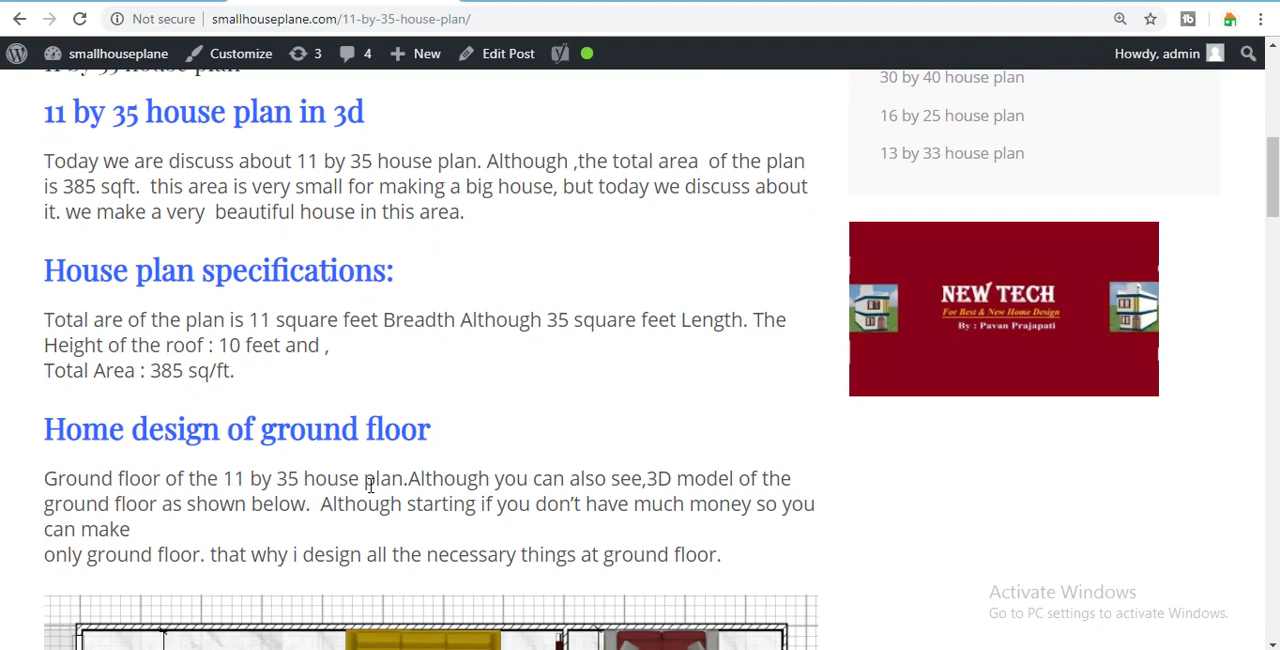 Not secure
smallhouseplane.com/11-by-35-house-plan/
smallhouseplane
Customize
3
4
New
Edit Post
Howdy, admin
11 by 35 house plan
11 by 35 house plan in 3d
Today we are discuss about 11 by 35 house plan. Although ,the total area of the plan
is 385 sqft. this area is very small for making a big house, but today we discuss about
it. we make a very beautiful house in this area.
House plan specifications:
Total are of the plan is 11 square feet Breath Although 35 square feet Length. The
Height of the roof : 10 feet and ,
Total Area : 385 sq/ft.
Home design of ground floor
Ground floor of the 11 by 35 house plan.Although you can also see,3D model of the
ground floor as shown below. Although starting if you don’t have much money so you
can make
only ground floor. that why i design all the necessary things at ground floor.
30 by 40 house plan
16 by 25 house plan
13 by 33 house plan
NEW TECH
For Best & New Home Design
By : Pavan Prajapati
Activate Windows
Go to PC settings to activate Windows.